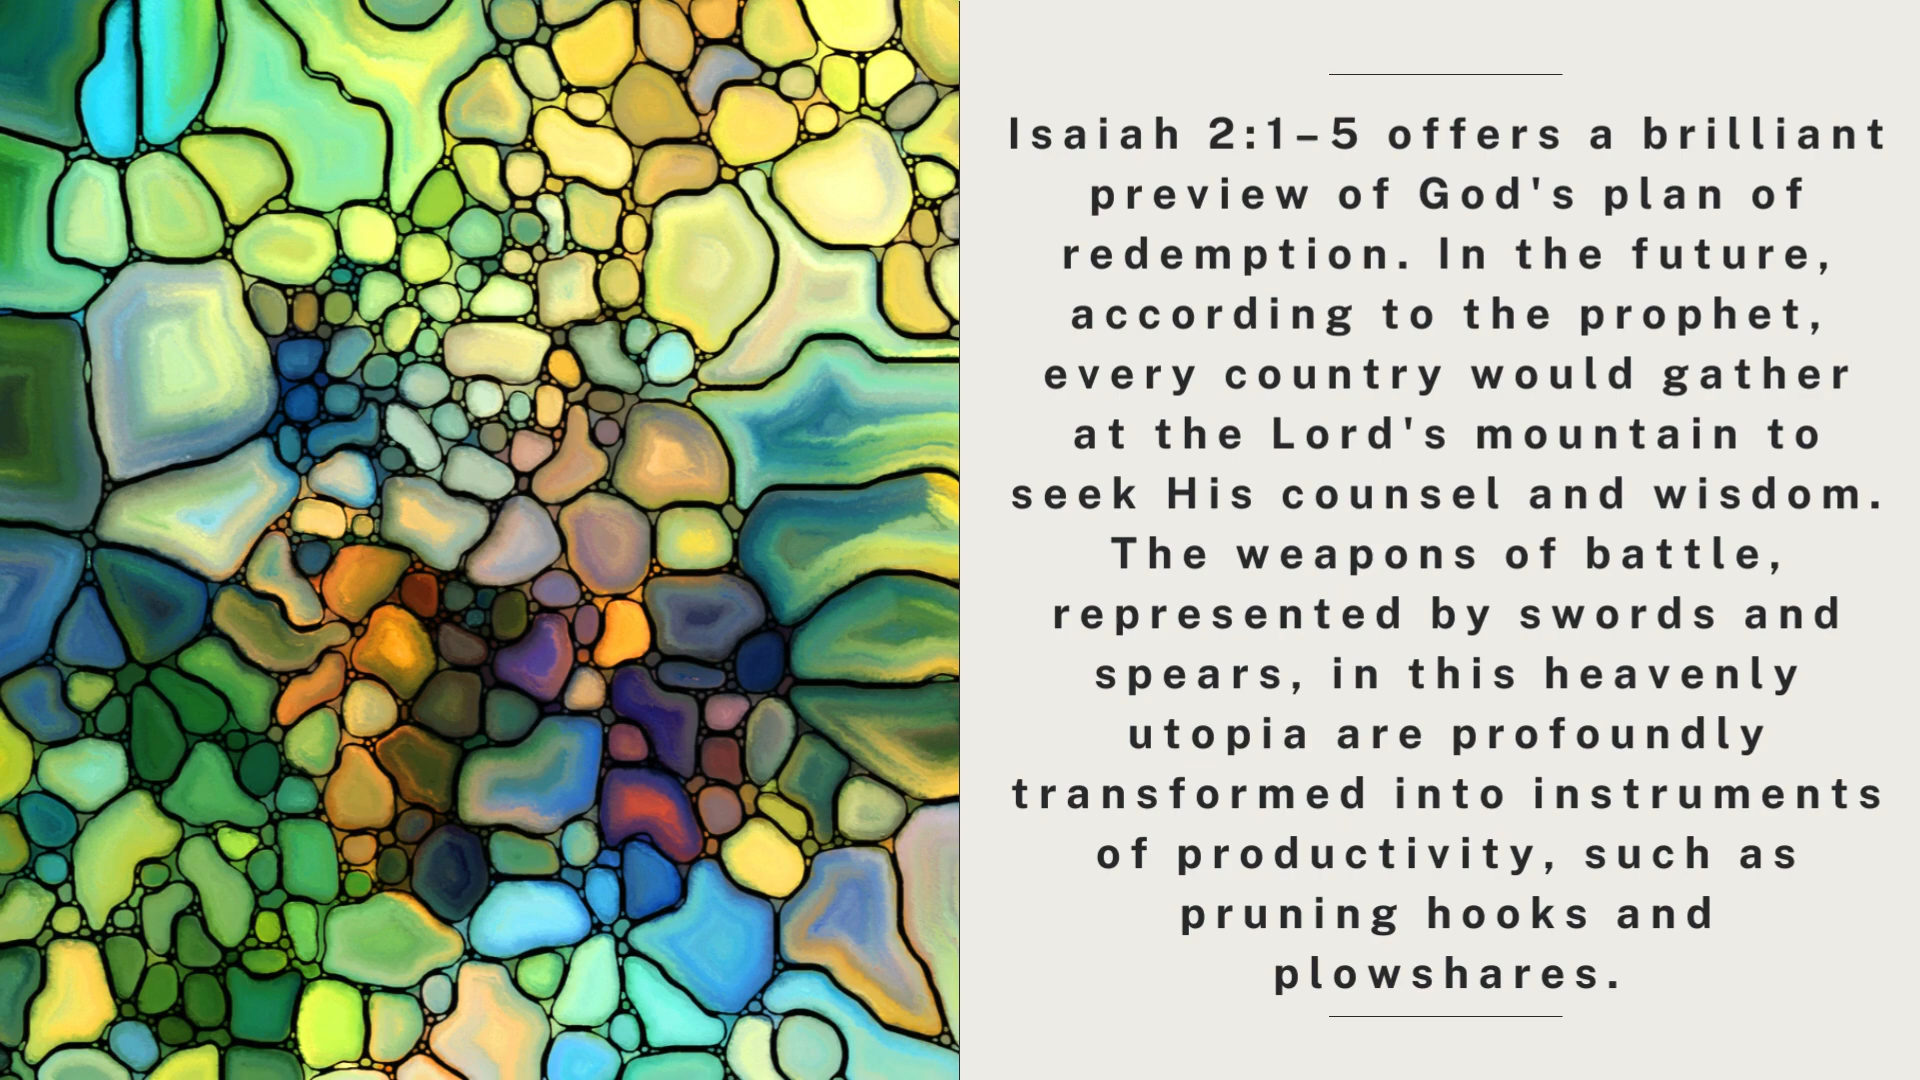 Isaiah 2:1–5 offers a brilliant
preview of God's plan of
redemption. In the future,
according to the prophet,
every country would gather
at the Lord's mountain to
seek His counsel and wisdom.
The weapons of battle,
represented by swords and
spears, in this heavenly
utopia are profoundly
transformed into instruments
of productivity, such as
pruning hooks and
plowshares.